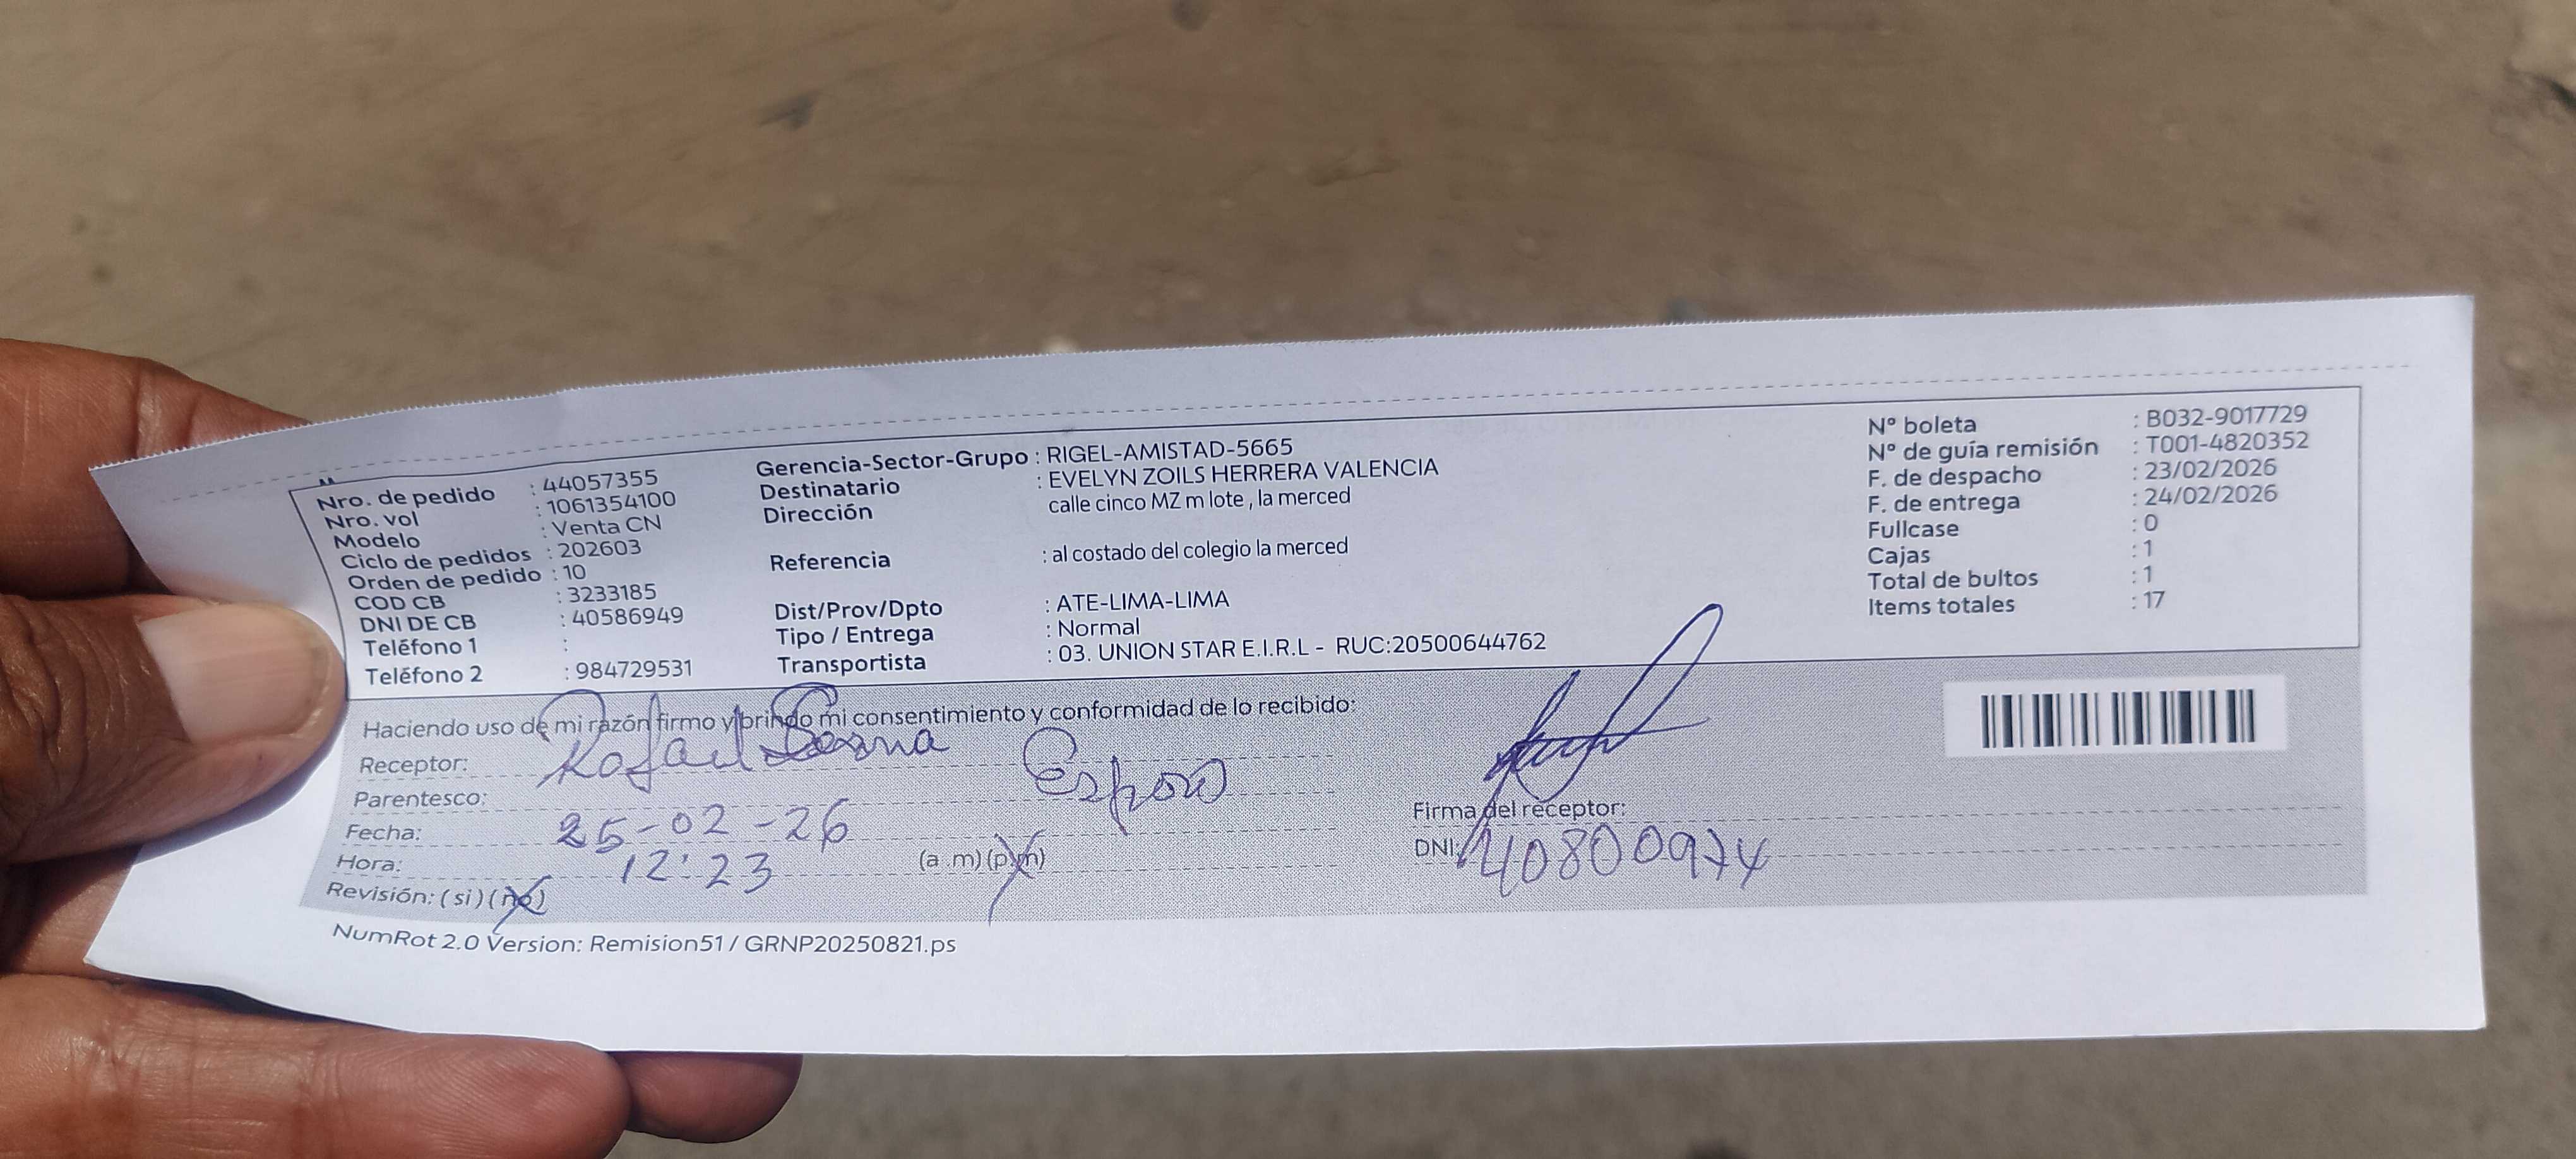 Nro. de pedido : 44057355
Nro. vol : 1061354100
Modelo : Venta CN
Ciclo de pedidos : 202603
Orden de pedido : 10
COD CB : 3233185
DNI DE CB : 40586949
Teléfono 1 :
Teléfono 2 : 984729531
Gerencia-Sector-Grupo : RIGEL-AMISTAD-5665
Destinatario : EVELYN ZOILS HERRERA VALENCIA
Dirección calle cinco MZ m lote , la merced
Referencia : al costado del colegio la merced
Dist/Prov/Dpto : ATE-LIMA-LIMA
Tipo / Entrega : Normal
Transportista : 03. UNION STAR E.I.R.L - RUC:20500644762
N° boleta : B032-9017729
N° de guía remisión : T001-4820352
F. de despacho : 23/02/2026
F. de entrega : 24/02/2026
Fullcase : 0
Cajas : 1
Total de bultos : 1
Items totales : 17
Haciendo uso de mi razón firmo y brindo mi consentimiento y conformidad de lo recibido:
Receptor: Rafael
Parentesco: Esposo
Fecha: 25-02-26
Hora: 12:23 (a .m) (p.m)
Revisión: ( si ) ( no )
Firma del receptor:
DNI: 40800974
NumRot 2.0 Version: Remision51 / GRNP20250821.ps